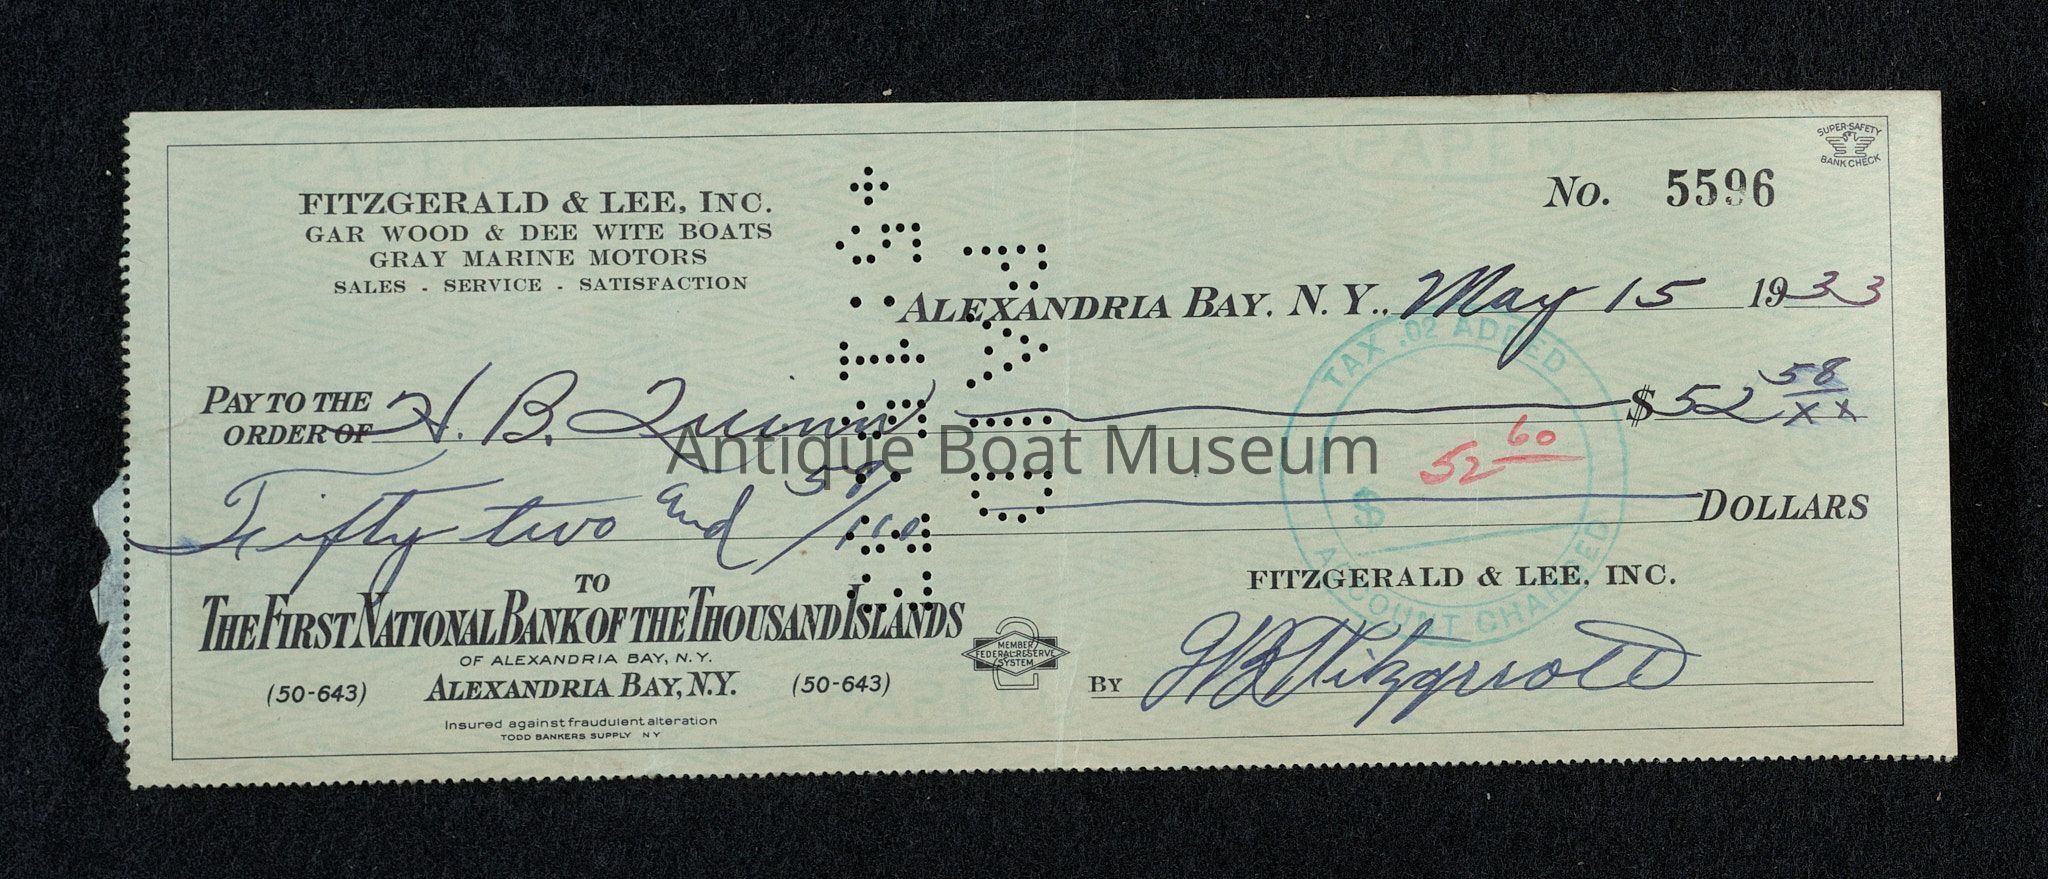 SUPER-SAFETY
BANK CHECK
No. 5596
FITZGERALD & LEE, INC.
GAR WOOD & DEE WITE BOATS
GRAY MARINE MOTORS
SALES - SERVICE - SATISFACTION
ALEXANDRIA BAY, N. Y., May 15 1933
TAX .02 ADDED
PAY TO THE
ORDER OF H. B. Quinn $ 52 58/xx
Antique Boat Museum
52 60
$
Fifty two and 58/100 DOLLARS
ACCOUNT CHARGED
TO
THE FIRST NATIONAL BANK OF THE THOUSAND ISLANDS
OF ALEXANDRIA BAY, N.Y.
(50-643) ALEXANDRIA BAY, N.Y. (50-643)
MEMBER
FEDERAL RESERVE
SYSTEM
2
FITZGERALD & LEE, INC.
BY
Fitzgerald
Insured against fraudulent alteration
TODD BANKERS SUPPLY N Y